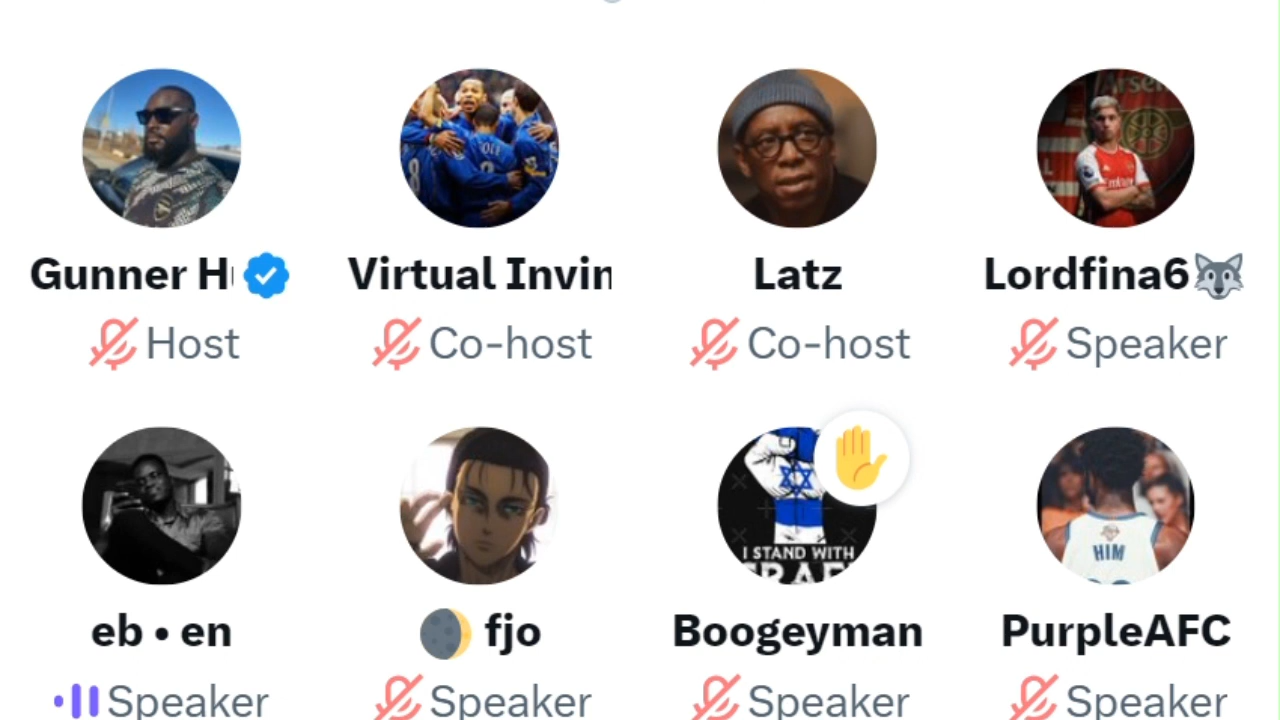 Gunner H
Virtual Invin
Latz
Lordfina6
Host
Co-host
Co-host
Speaker
I STAND WITH
HIM
eb • en
fjo
Boogeyman
PurpleAFC
Speaker
Speaker
Speaker
Speaker